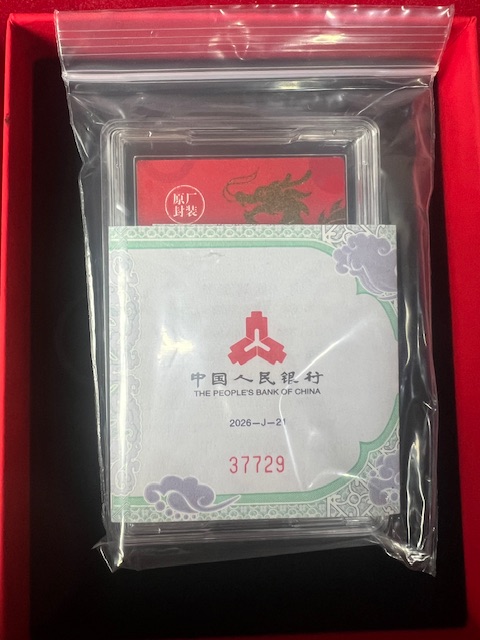 原厂
封装
中国人民银行
THE PEOPLE'S BANK OF CHINA
2026-J-21
37729